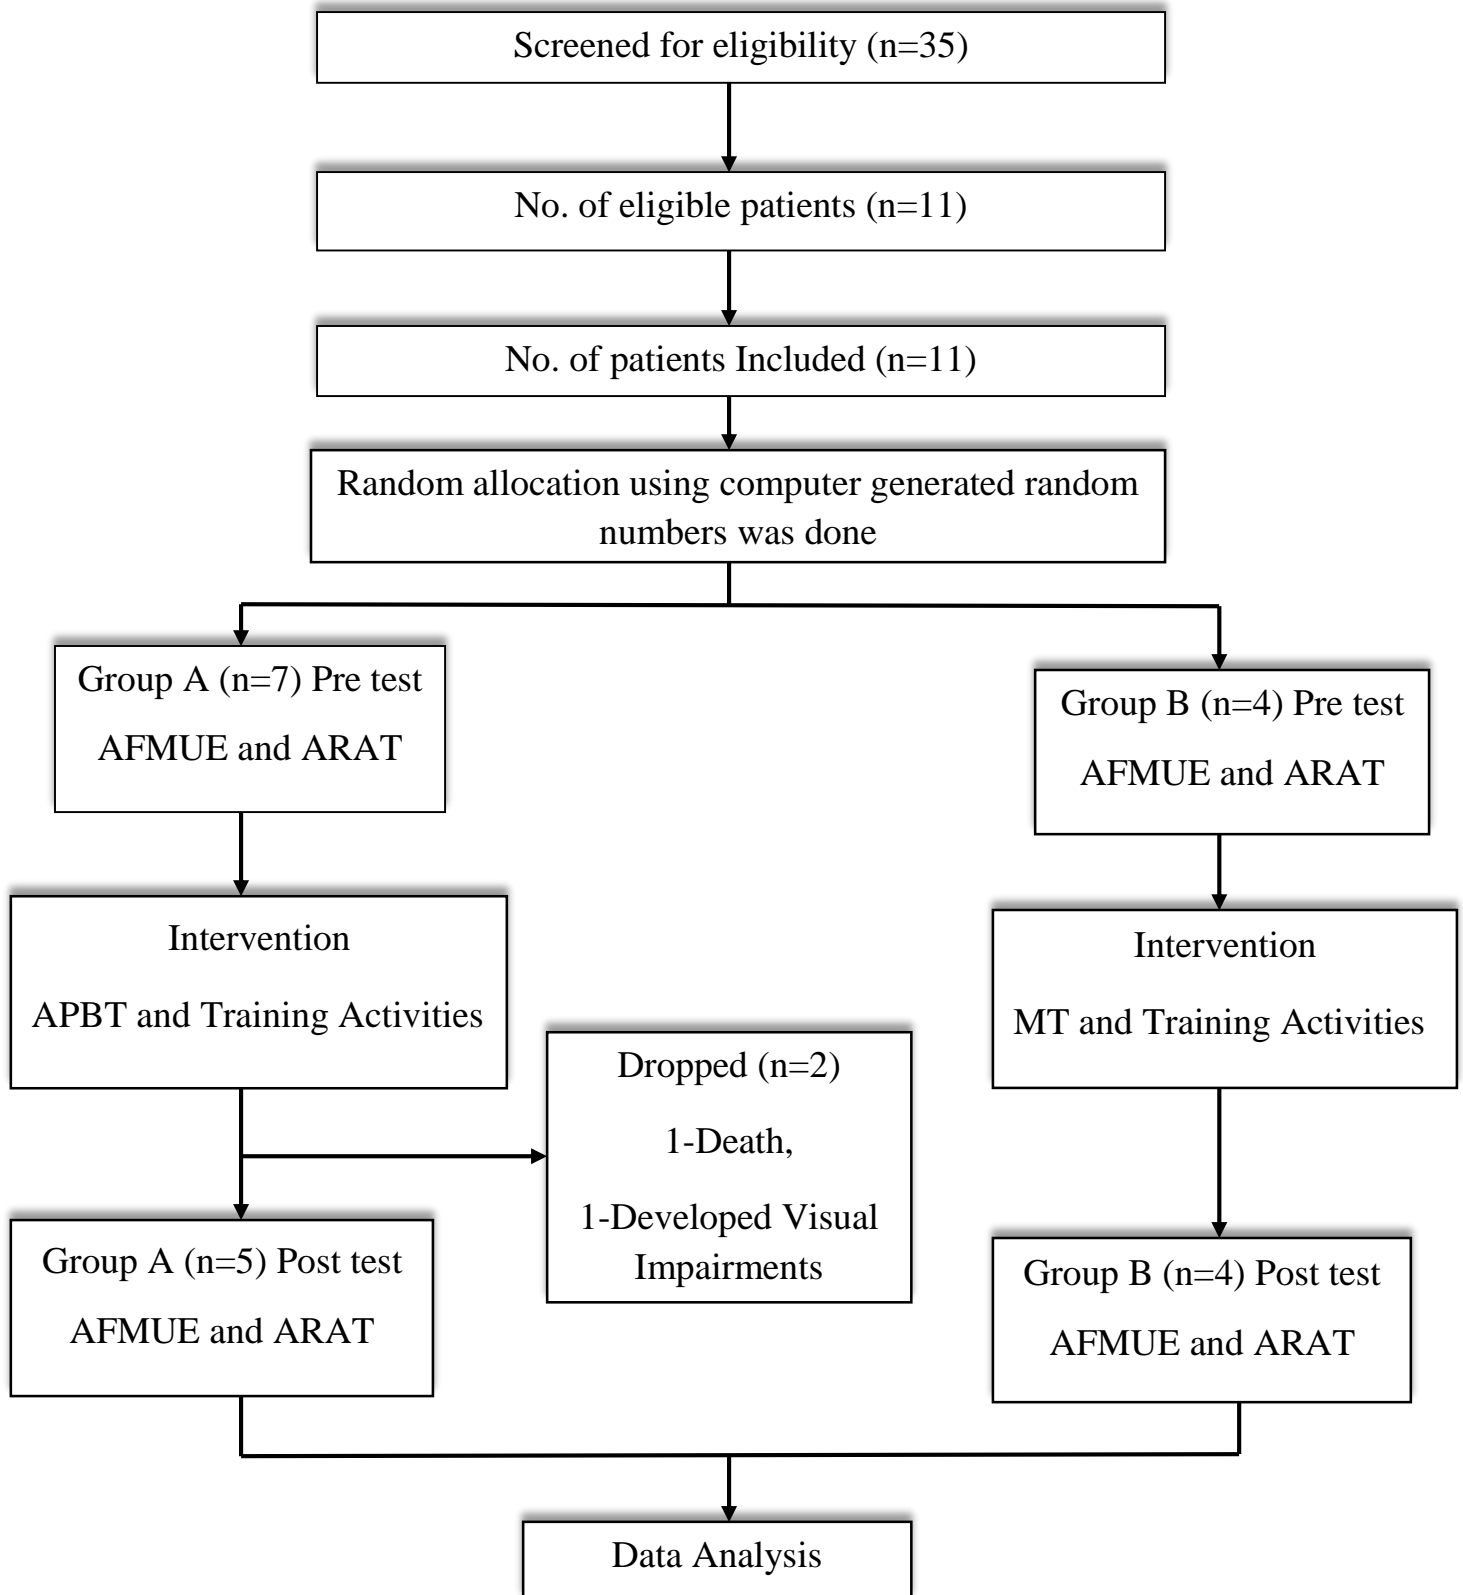 Screened for eligibility (n=35)
No. of eligible patients (n=11)
No. of patients Included (n=11)
Random allocation using computer generated random
numbers was done
Group A (n=7) Pre test
AFMUE and ARAT
Group B (n=4) Pre test
AFMUE and ARAT
Intervention
APBT and Training Activities
Intervention
MT and Training Activities
Dropped (n=2)
1-Death,
1-Developed Visual
Impairments
Group A (n=5) Post test
AFMUE and ARAT
Group B (n=4) Post test
AFMUE and ARAT
Data Analysis